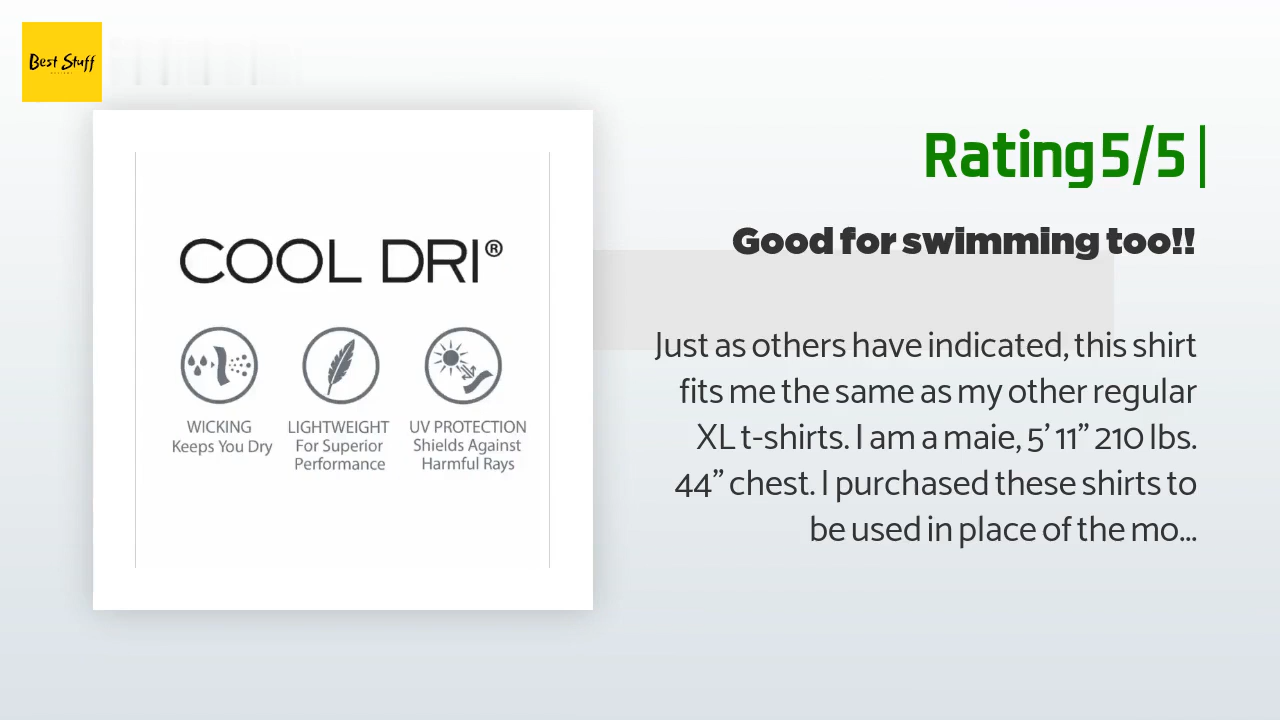 Best Stuff
COOL DRI®
WICKING
Keeps You Dry
LIGHTWEIGHT
For Superior
Performance
UV PROTECTION
Shields Against
Harmful Rays
Rating 5/5 |
Good for swimming too!!
Just as others have indicated, this shirt
fits me the same as my other regular
XL t-shirts. I am a maie, 5’ 11” 210 lbs.
44” chest. I purchased these shirts to
be used in place of the mo...